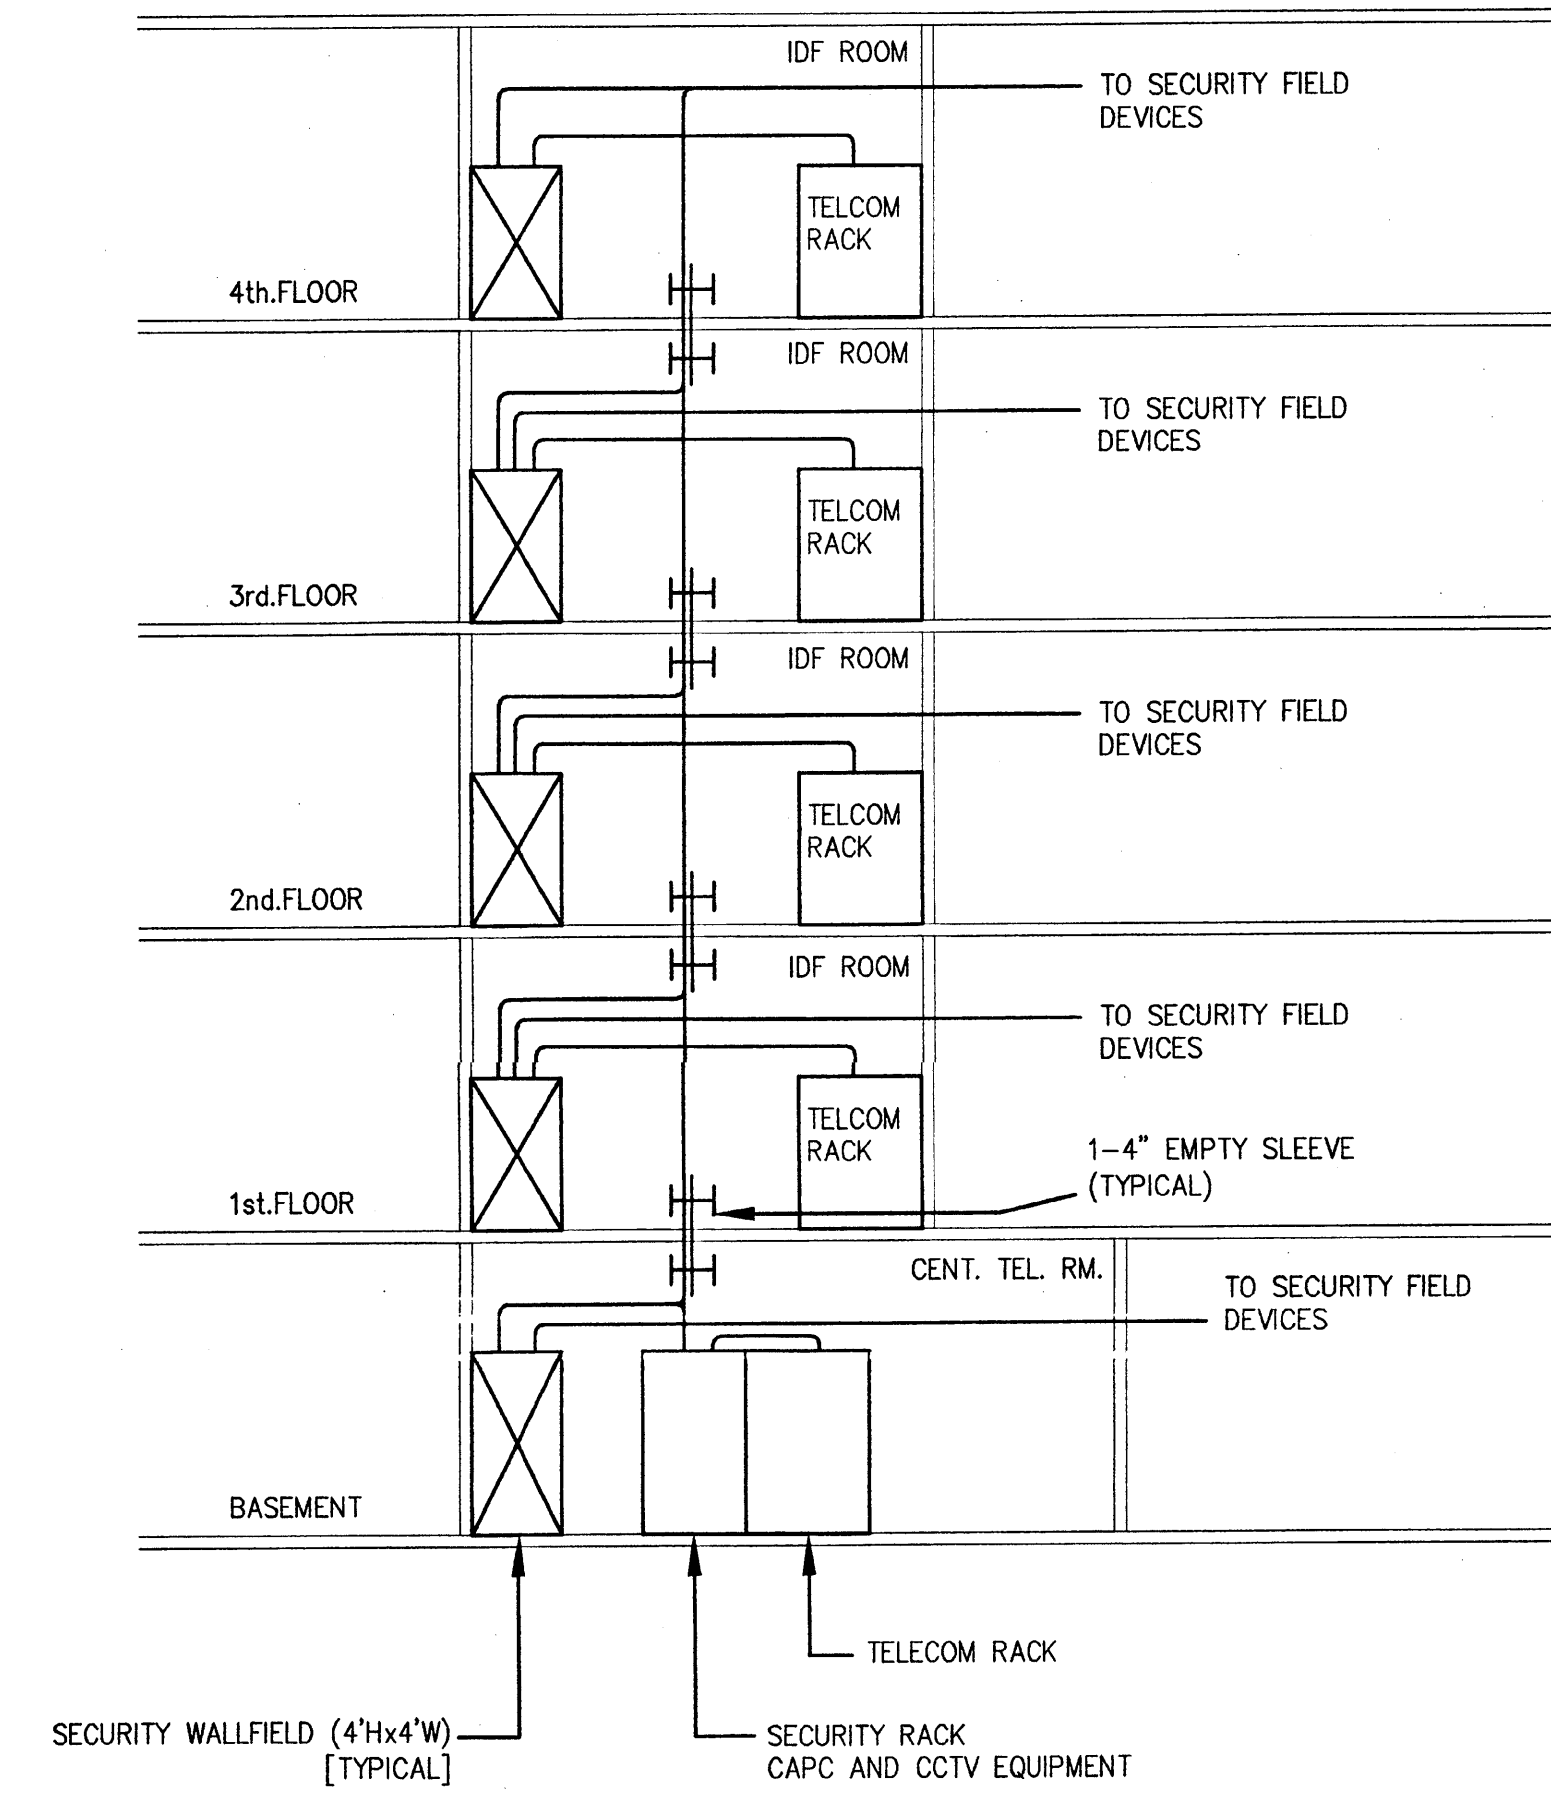 IDF ROOM
TO SECURITY FIELD
DEVICES
TELCOM
RACK
4th.FLOOR
IDF ROOM
TO SECURITY FIELD
DEVICES
TELCOM
RACK
3rd.FLOOR
IDF ROOM
TO SECURITY FIELD
DEVICES
TELCOM
RACK
2nd.FLOOR
IDF ROOM
TO SECURITY FIELD
DEVICES
TELCOM
RACK
1-4" EMPTY SLEEVE
(TYPICAL)
1st.FLOOR
CENT. TEL. RM.
TO SECURITY FIELD
DEVICES
BASEMENT
TELECOM RACK
SECURITY WALLFIELD (4'Hx4'W)
[TYPICAL]
SECURITY RACK
CAPC AND CCTV EQUIPMENT